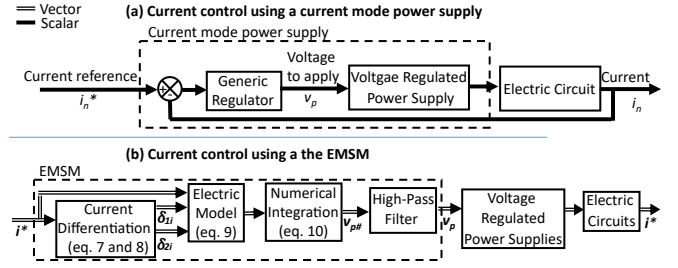 Vector
Scalar
(a) Current control using a current mode power supply
Current mode power supply
Current reference
i_n*
+
-
Generic
Regulator
Voltage
to apply
v_p
Voltgae Regulated
Power Supply
Electric Circuit
Current
i_n
(b) Current control using a the EMSM
EMSM
i*
Current
Differentiation
(eq. 7 and 8)
δ_1i
δ_2i
Electric
Model
(eq. 9)
Numerical
Integration
(eq. 10)
v_p#
High-Pass
Filter
v_p
Voltage
Regulated
Power Supplies
Electric
Circuits
i*